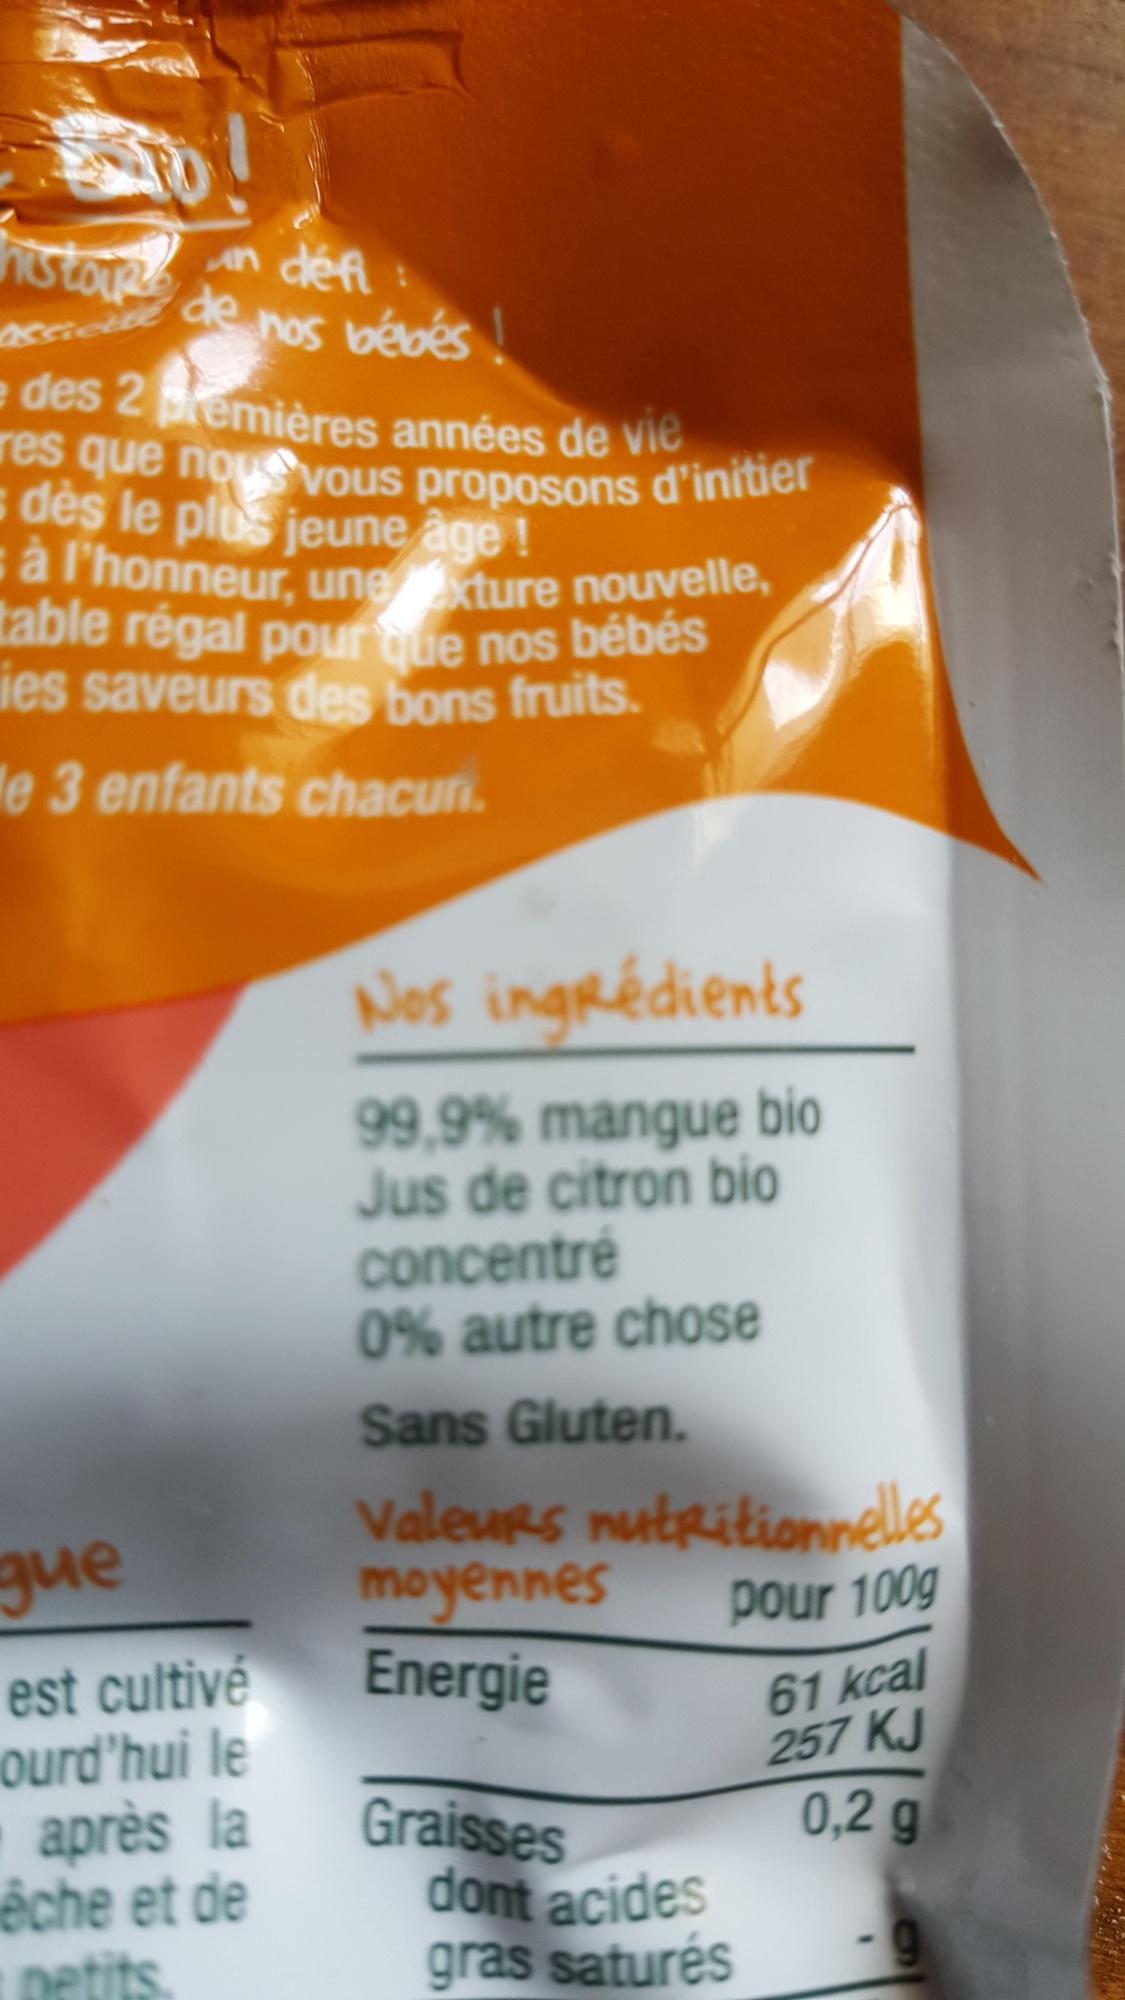 Bio!
histoire un défi :
de nos bébés !
des 2 premières années de vie
res que nous vous proposons d'initier
dès le plus jeune âge !
à l'honneur, une texture nouvelle,
table régal pour que nos bébés
ies saveurs des bons fruits.
le 3 enfants chacun.
Nos ingrédients
99,9% mangue bio
Jus de citron bio
concentré
0% autre chose
Sans Gluten.
gue
est cultivé
ourd'hui le
après la
êche et de
petits.
Valeurs nutritionnelles
moyennes pour 100g
Energie 61 kcal
257 KJ
Graisses 0,2 g
dont acides
gras saturés - g